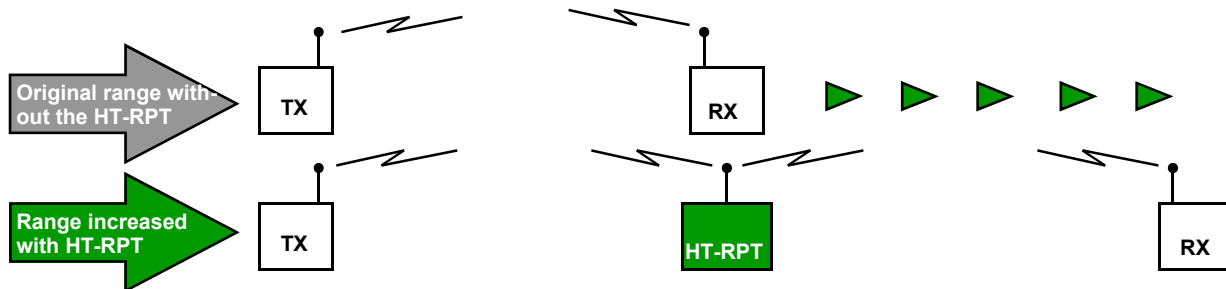 Original range with-
out the HT-RPT
TX
RX
Range increased
with HT-RPT
TX
HT-RPT
RX